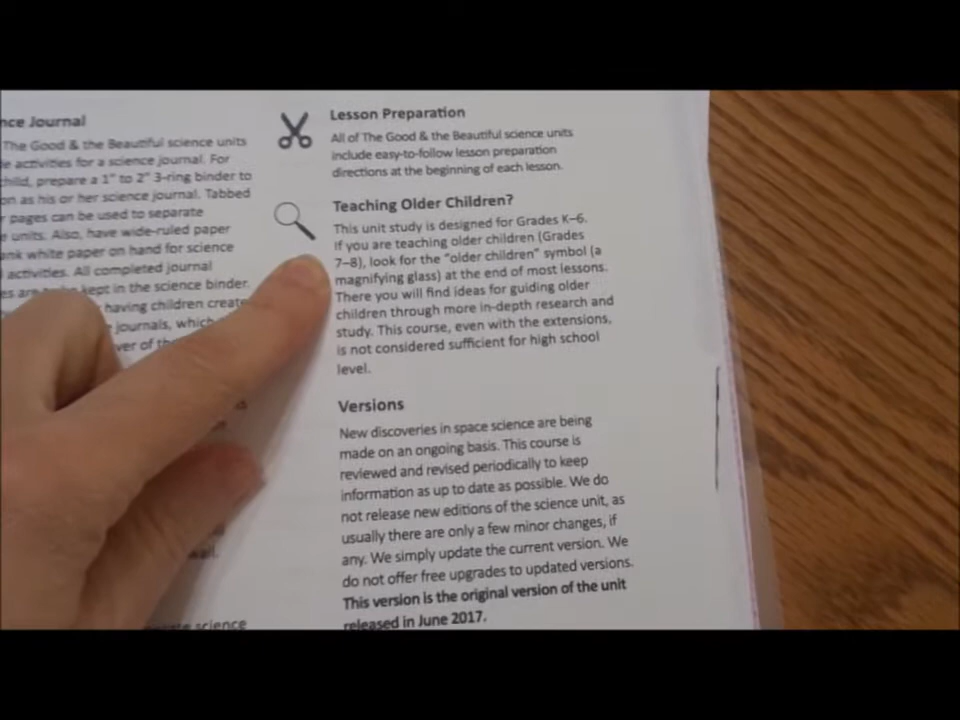 nce Journal
The Good & the Beautiful science units
e activities for a science journal. For
child, prepare a 1" to 2" 3-ring binder to
on as his or her science journal. Tabbed
r pages can be used to separate
e units. Also, have wide-ruled paper
ank white paper on hand for science
activities. All completed journal
kept in the science binder.
having children create
journals, which
ver of
science
Lesson Preparation
All of The Good & the Beautiful science units
include easy-to-follow lesson preparation
directions at the beginning of each lesson.
Teaching Older Children?
This unit study is designed for Grades K–6.
If you are teaching older children (Grades
7–8), look for the "older children" symbol (a
magnifying glass) at the end of most lessons.
There you will find ideas for guiding older
children through more in-depth research and
study. This course, even with the extensions,
is not considered sufficient for high school
level.
Versions
New discoveries in space science are being
made on an ongoing basis. This course is
reviewed and revised periodically to keep
information as up to date as possible. We do
not release new editions of the science unit, as
usually there are only a few minor changes, if
any. We simply update the current version. We
do not offer free upgrades to updated versions.
This version is the original version of the unit
released in June 2017.